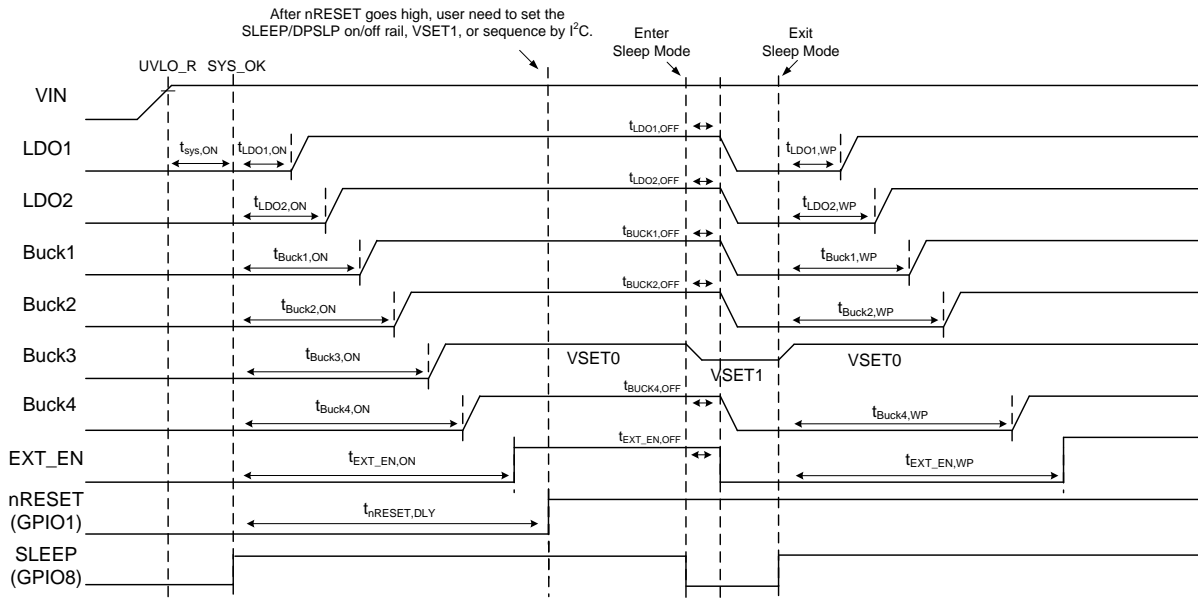 After nRESET goes high, user need to set the
SLEEP/DPSLP on/off rail, VSET1, or sequence by I²C.
Enter
Sleep Mode
Exit
Sleep Mode
UVLO_R SYS_OK
VIN
LDO1
tsys,ON
tLDO1,ON
tLDO1,OFF
tLDO1,WP
LDO2
tLDO2,ON
tLDO2,OFF
tLDO2,WP
Buck1
tBuck1,ON
tBUCK1,OFF
tBuck1,WP
Buck2
tBuck2,ON
tBUCK2,OFF
tBuck2,WP
Buck3
tBuck3,ON
VSET0
VSET1
VSET0
Buck4
tBuck4,ON
tBUCK4,OFF
tBuck4,WP
EXT_EN
tEXT_EN,ON
tEXT_EN,OFF
tEXT_EN,WP
nRESET
(GPIO1)
tnRESET,DLY
SLEEP
(GPIO8)